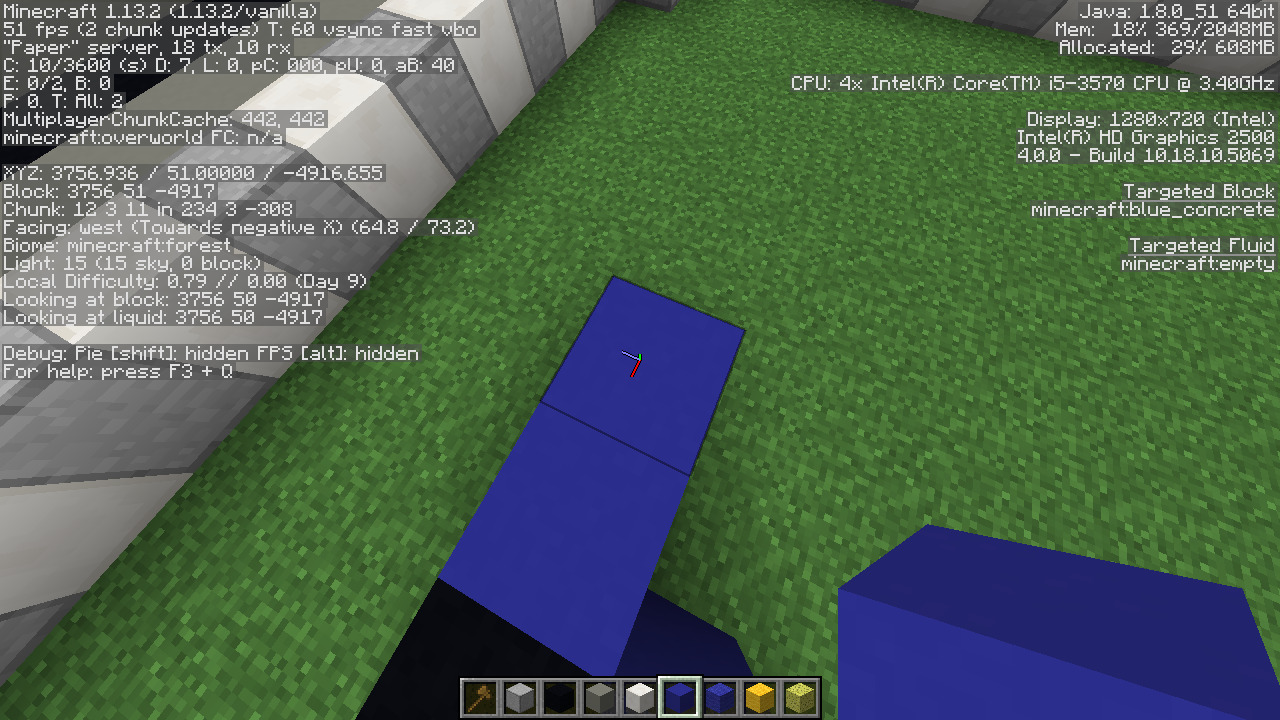 Minecraft 1.13.2 (1.13.2/vanilla)
51 fps (2 chunk updates) T: 60 vsync fast vbo
"Paper" server, 18 tx, 10 rx
C: 10/3600 (s) D: 7, L: 0, pC: 000, pU: 0, aB: 40
E: 0/2, B: 0
P: 0. T: All: 2
MultiplayerChunkCache: 442, 442
minecraft:overworld FC: n/a
XYZ: 3756.936 / 51.00000 / -4916.655
Block: 3756 51 -4917
Chunk: 12 3 11 in 234 3 -308
Facing: west (Towards negative X) (64.8 / 73.2)
Biome: minecraft:forest
Light: 15 (15 sky, 0 block)
Local Difficulty: 0.79 // 0.00 (Day 9)
Looking at block: 3756 50 -4917
Looking at liquid: 3756 50 -4917
Debug: Pie [shift]: hidden FPS [alt]: hidden
For help: press F3 + Q
Java: 1.8.0_51 64bit
Mem: 18% 369/2048MB
Allocated: 29% 608MB
CPU: 4x Intel(R) Core(TM) i5-3570 CPU @ 3.40GHz
Display: 1280x720 (Intel)
Intel(R) HD Graphics 2500
4.0.0 - Build 10.18.10.5069
Targeted Block
minecraft:blue_concrete
Targeted Fluid
minecraft:empty